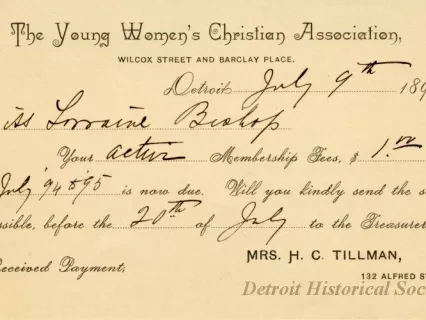 The Young Women's Christian Association,
WILCOX STREET AND BARCLAY PLACE.
Detroit July 9th 189
iss Lorraine Bishop
Your active Membership Fees, $ 1.00
July '94 & '95 is now due. Will you kindly send the s
ssible, before the 20th of July to the Treasurer
MRS. H. C. TILLMAN,
Received Payment, 132 ALFRED S
Detroit Historical Soc